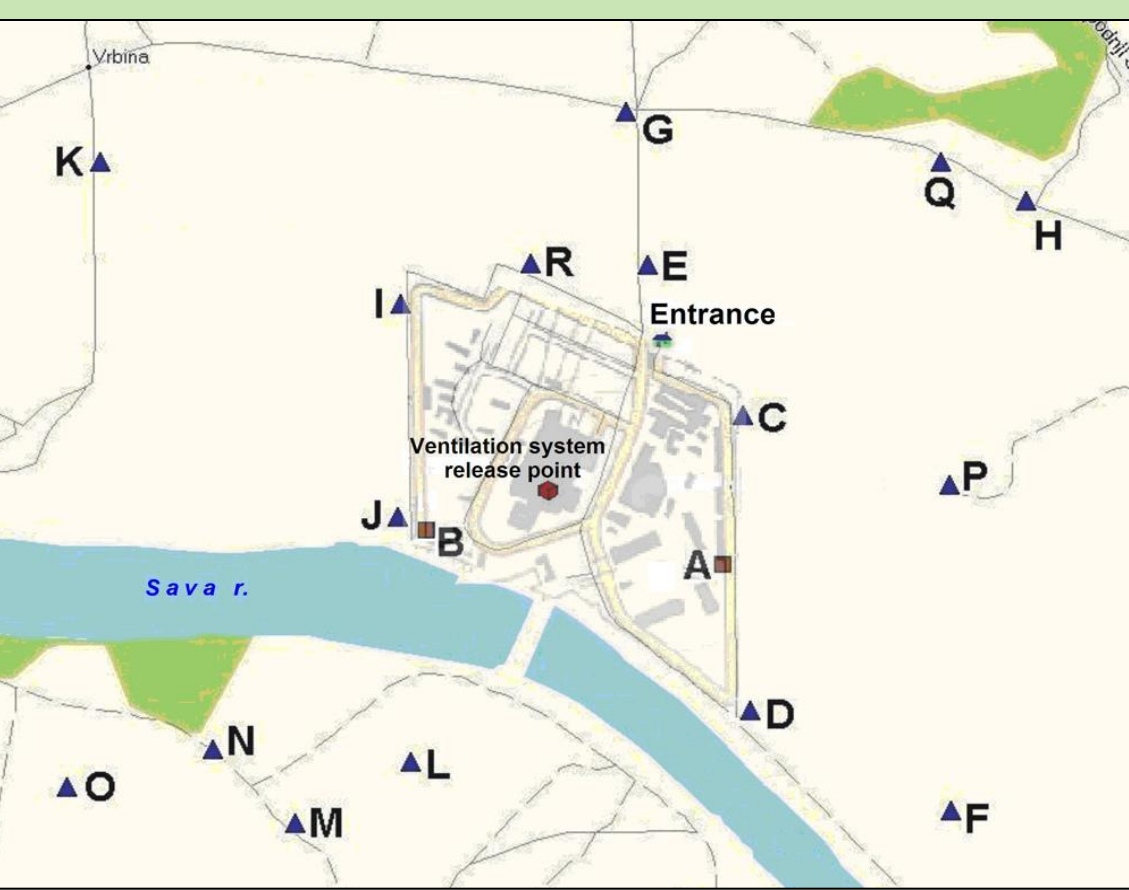 Vrbina
G
K
Q
H
R
E
I
Entrance
C
Ventilation system
release point
P
J
B
A
Sava r.
D
N
L
O
M
F